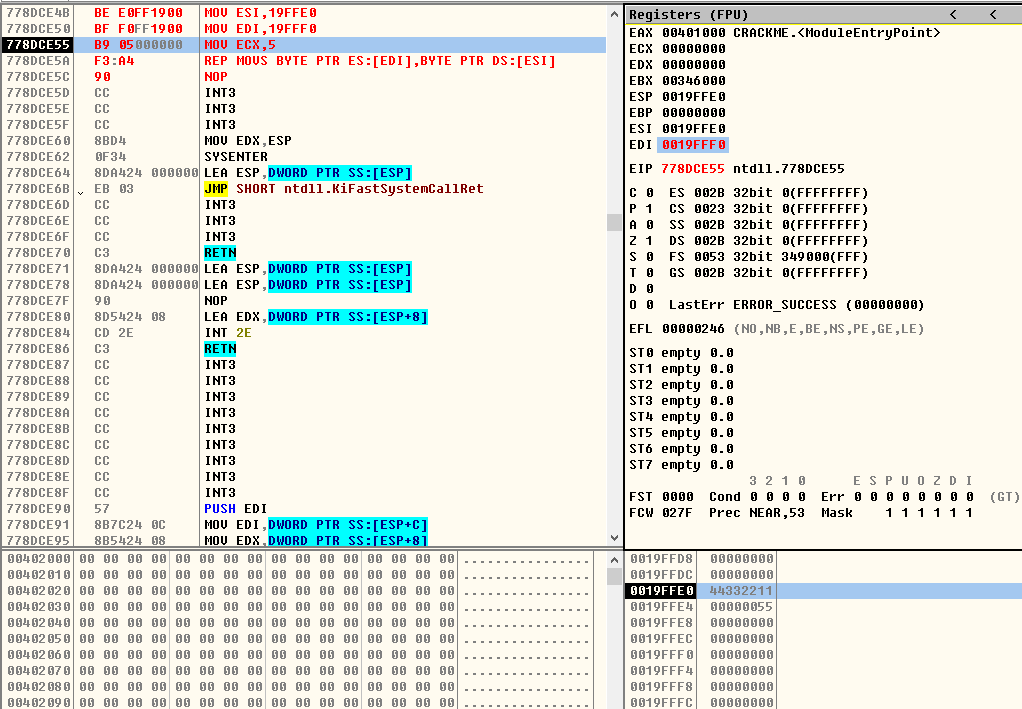 778DCE4B BE E0FF1900 MOV ESI,19FFE0
778DCE50 BF F0FF1900 MOV EDI,19FFF0
778DCE55 B9 05000000 MOV ECX,5
778DCE5A F3:A4 REP MOVS BYTE PTR ES:[EDI],BYTE PTR DS:[ESI]
778DCE5C 90 NOP
778DCE5D CC INT3
778DCE5E CC INT3
778DCE5F CC INT3
778DCE60 8BD4 MOV EDX,ESP
778DCE62 0F34 SYSENTER
778DCE64 8DA424 000000 LEA ESP,DWORD PTR SS:[ESP]
778DCE6B EB 03 JMP SHORT ntdll.KiFastSystemCallRet
778DCE6D CC INT3
778DCE6E CC INT3
778DCE6F CC INT3
778DCE70 C3 RETN
778DCE71 8DA424 000000 LEA ESP,DWORD PTR SS:[ESP]
778DCE78 8DA424 000000 LEA ESP,DWORD PTR SS:[ESP]
778DCE7F 90 NOP
778DCE80 8D5424 08 LEA EDX,DWORD PTR SS:[ESP+8]
778DCE84 CD 2E INT 2E
778DCE86 C3 RETN
778DCE87 CC INT3
778DCE88 CC INT3
778DCE89 CC INT3
778DCE8A CC INT3
778DCE8B CC INT3
778DCE8C CC INT3
778DCE8D CC INT3
778DCE8E CC INT3
778DCE8F CC INT3
778DCE90 57 PUSH EDI
778DCE91 8B7C24 0C MOV EDI,DWORD PTR SS:[ESP+C]
778DCE95 8B5424 08 MOV EDX,DWORD PTR SS:[ESP+8]
Registers (FPU) < <
EAX 00401000 CRACKME.<ModuleEntryPoint>
ECX 00000000
EDX 00000000
EBX 00346000
ESP 0019FFE0
EBP 00000000
ESI 0019FFE0
EDI 0019FFF0
EIP 778DCE55 ntdll.778DCE55
C 0 ES 002B 32bit 0(FFFFFFFF)
P 1 CS 0023 32bit 0(FFFFFFFF)
A 0 SS 002B 32bit 0(FFFFFFFF)
Z 1 DS 002B 32bit 0(FFFFFFFF)
S 0 FS 0053 32bit 349000(FFF)
T 0 GS 002B 32bit 0(FFFFFFFF)
D 0
O 0 LastErr ERROR_SUCCESS (00000000)
EFL 00000246 (NO,NB,E,BE,NS,PE,GE,LE)
ST0 empty 0.0
ST1 empty 0.0
ST2 empty 0.0
ST3 empty 0.0
ST4 empty 0.0
ST5 empty 0.0
ST6 empty 0.0
ST7 empty 0.0
3 2 1 0 E S P U O Z D I
FST 0000 Cond 0 0 0 0 Err 0 0 0 0 0 0 0 0 (GT)
FCW 027F Prec NEAR,53 Mask 1 1 1 1 1 1
00402000 00 00 00 00 00 00 00 00 00 00 00 00 00 00 00 00 ................
00402010 00 00 00 00 00 00 00 00 00 00 00 00 00 00 00 00 ................
00402020 00 00 00 00 00 00 00 00 00 00 00 00 00 00 00 00 ................
00402030 00 00 00 00 00 00 00 00 00 00 00 00 00 00 00 00 ................
00402040 00 00 00 00 00 00 00 00 00 00 00 00 00 00 00 00 ................
00402050 00 00 00 00 00 00 00 00 00 00 00 00 00 00 00 00 ................
00402060 00 00 00 00 00 00 00 00 00 00 00 00 00 00 00 00 ................
00402070 00 00 00 00 00 00 00 00 00 00 00 00 00 00 00 00 ................
00402080 00 00 00 00 00 00 00 00 00 00 00 00 00 00 00 00 ................
00402090 00 00 00 00 00 00 00 00 00 00 00 00 00 00 00 00 ................
0019FFD8 00000000
0019FFDC 00000000
0019FFE0 44332211
0019FFE4 00000055
0019FFE8 00000000
0019FFEC 00000000
0019FFF0 00000000
0019FFF4 00000000
0019FFF8 00000000
0019FFFC 00000000